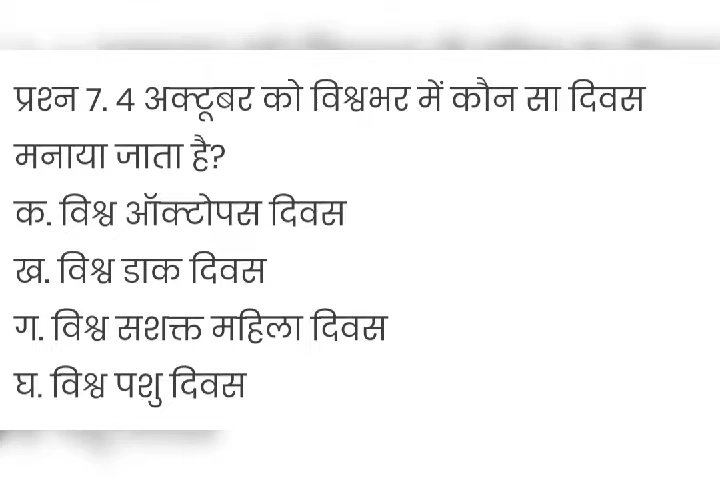 प्रश्न 7. 4 अक्टूबर को विश्वभर में कौन सा दिवस
मनाया जाता है?
क. विश्व ऑक्टोपस दिवस
ख. विश्व डाक दिवस
ग. विश्व सशक्त महिला दिवस
घ. विश्व पशु दिवस